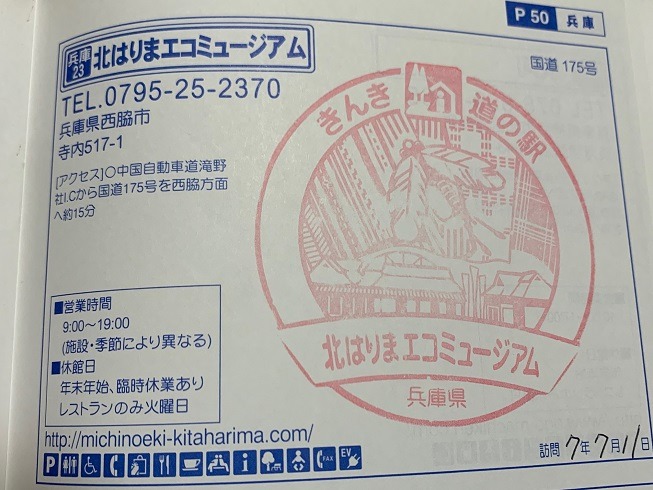 P 50 兵庫
兵庫
23
北はりまエコミュージアム
国道 175号
TEL.0795-25-2370
兵庫県西脇市
寺内517-1
[アクセス]○中国自動車道滝野
社I.Cから国道175号を西脇方面
へ約15分
きんき 道の駅
北はりまエコミュージアム
兵庫県
■営業時間
9:00～19:00
(施設・季節により異なる)
■休館日
年末年始、臨時休業あり
レストランのみ火曜日
http://michinoeki-kitaharima.com/
P i FAX EV
訪問 7年 7月 11日